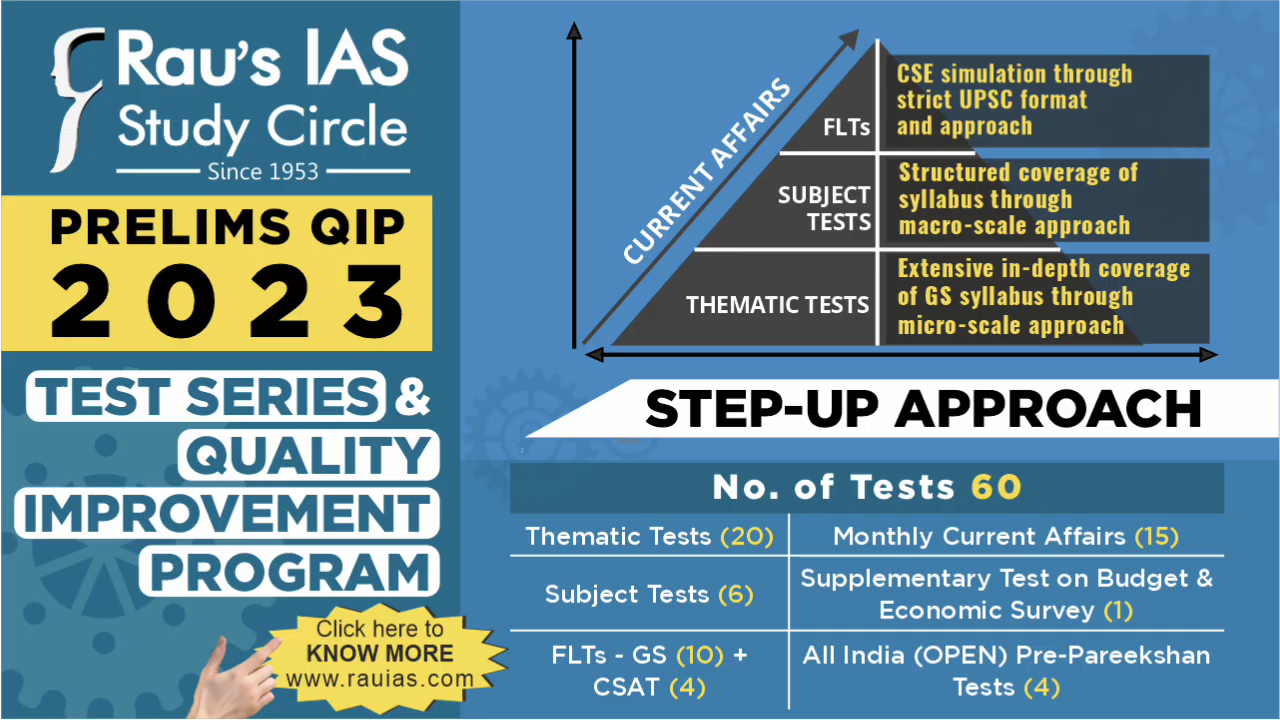 Rau's IAS
Study Circle
Since 1953
PRELIMS QIP
2023
TEST SERIES &
QUALITY
IMPROVEMENT
PROGRAM
Click here to
KNOW MORE
www.rauias.com
CURRENT AFFAIRS
FLTs
CSE simulation through
strict UPSC format
and approach
SUBJECT
TESTS
Structured coverage of
syllabus through
macro-scale approach
THEMATIC TESTS
Extensive in-depth coverage
of GS syllabus through
micro-scale approach
STEP-UP APPROACH
2
No. of Tests 60
Thematic Tests (20)
Monthly Current Affairs (15)
Subject Tests (6)
Supplementary Test on Budget &
Economic Survey (1)
FLTs - GS (10) +
CSAT (4)
All India (OPEN) Pre-Pareekshan
Tests (4)